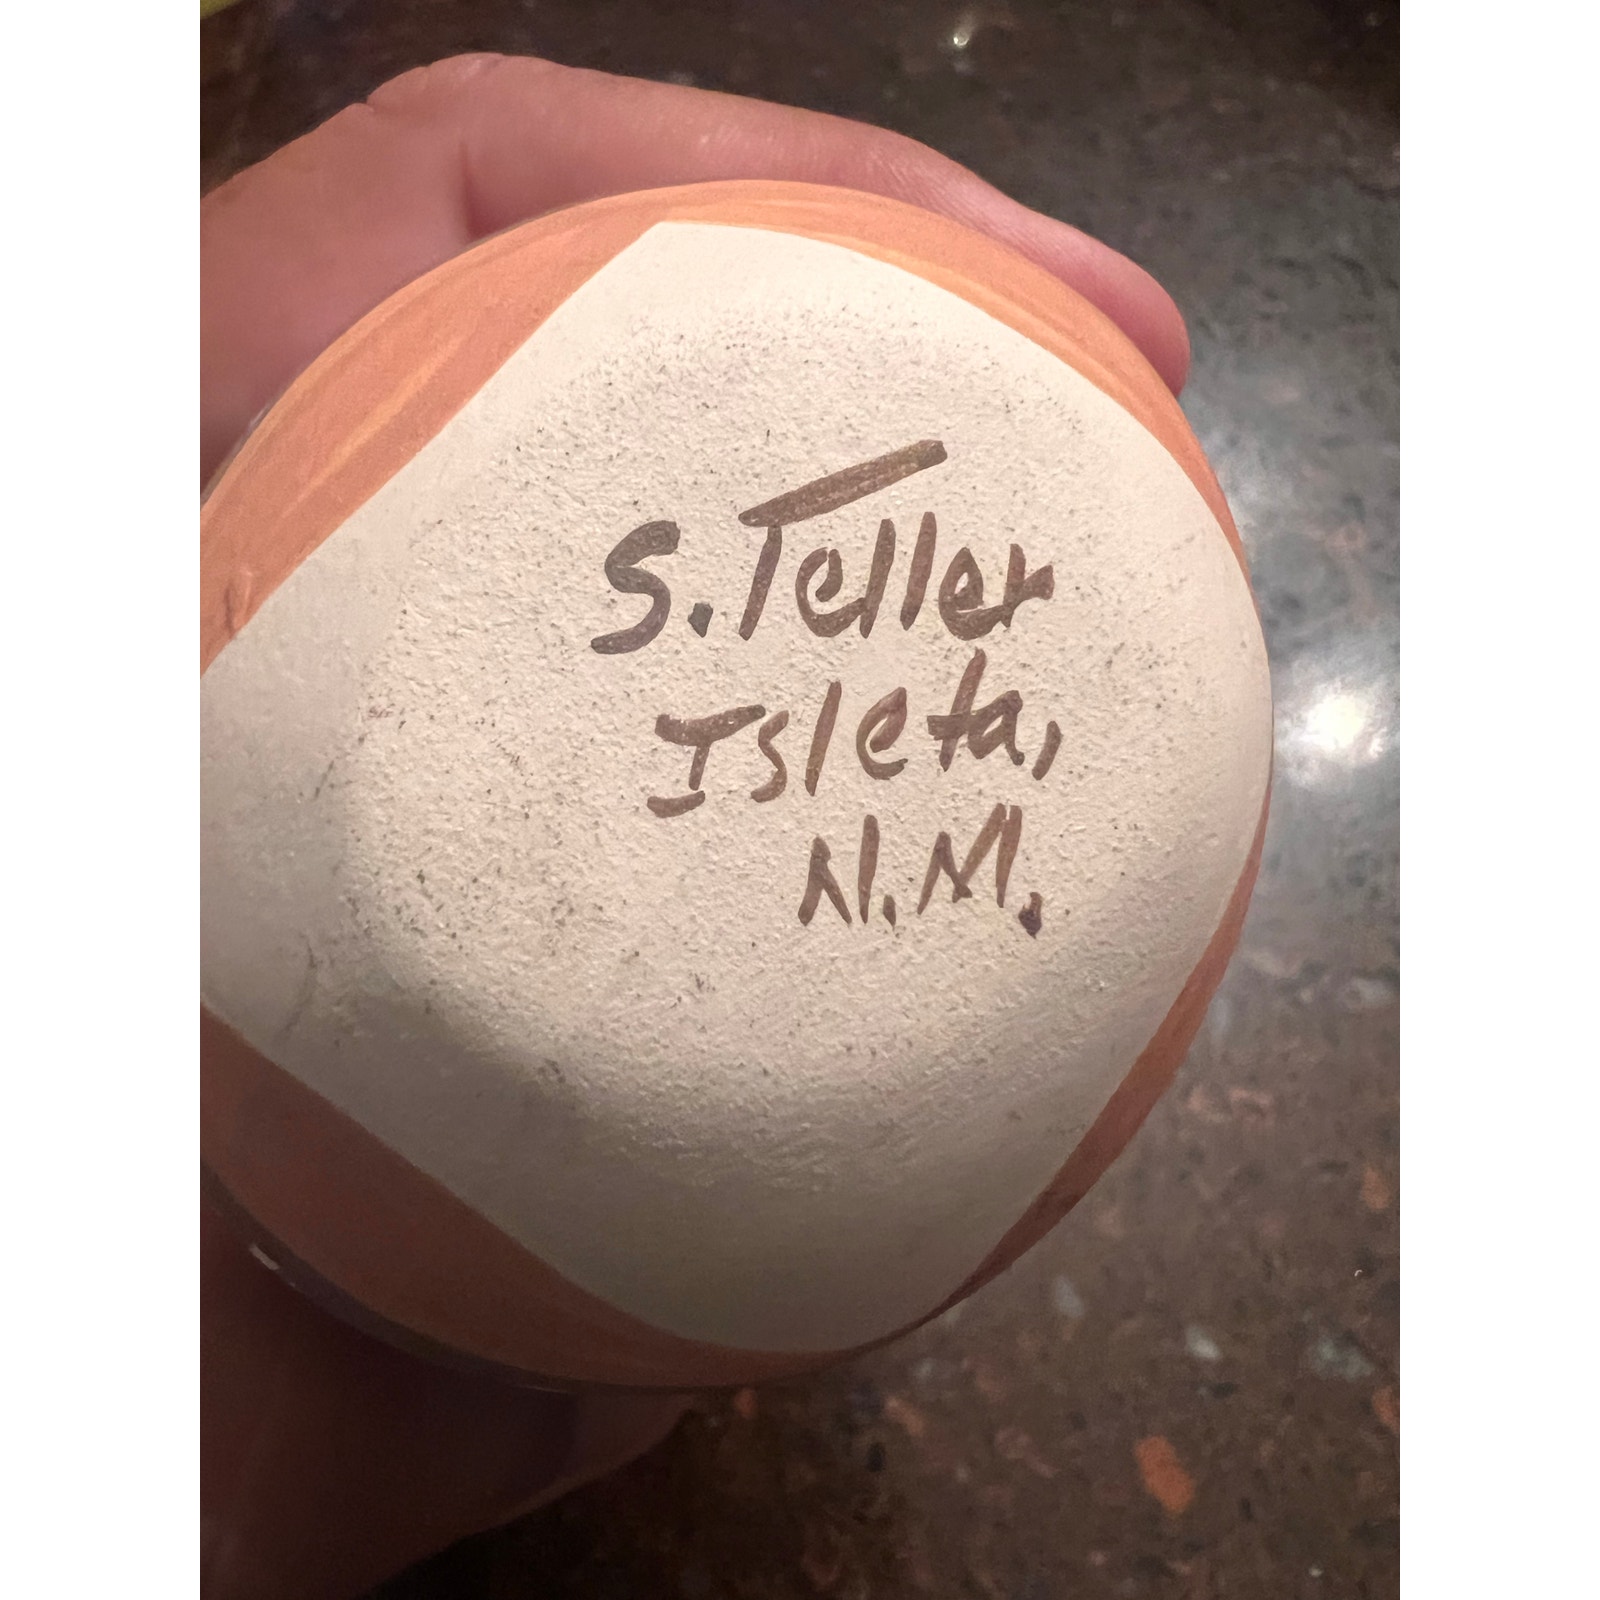 S. Teller
Isleta,
N.M.